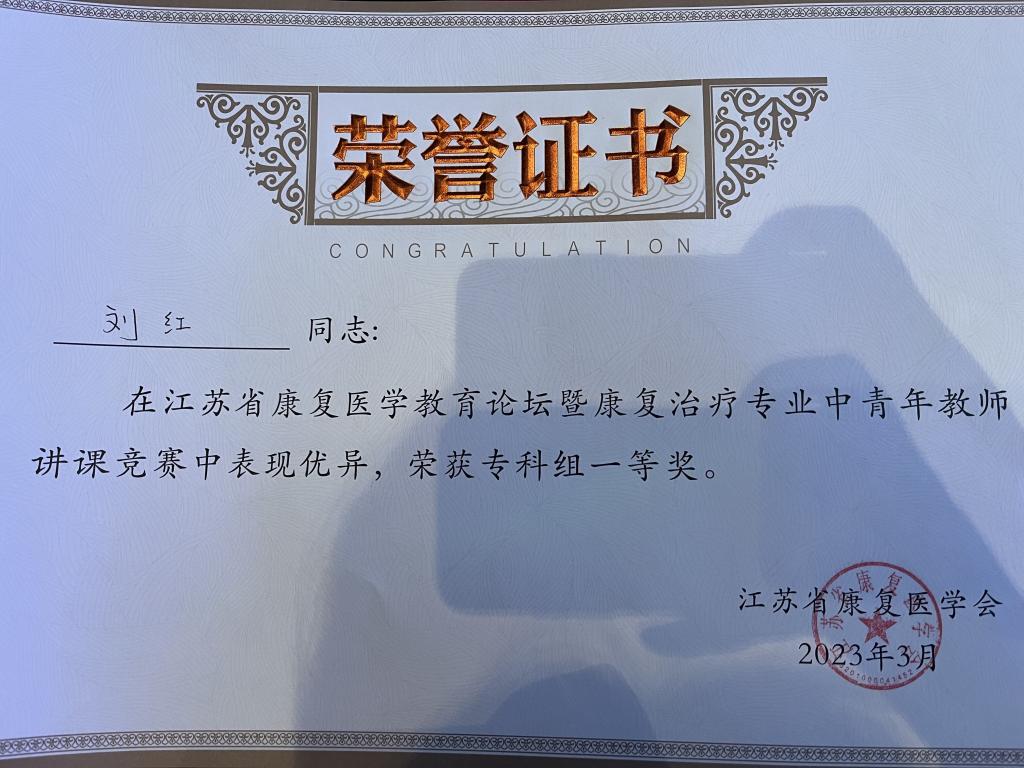 荣誉证书
CONGRATULATION
刘红 同志:
在江苏省康复医学教育论坛暨康复治疗专业中青年教师
讲课竞赛中表现优异，荣获专科组一等奖。
江苏省康复医学会
2023年3月